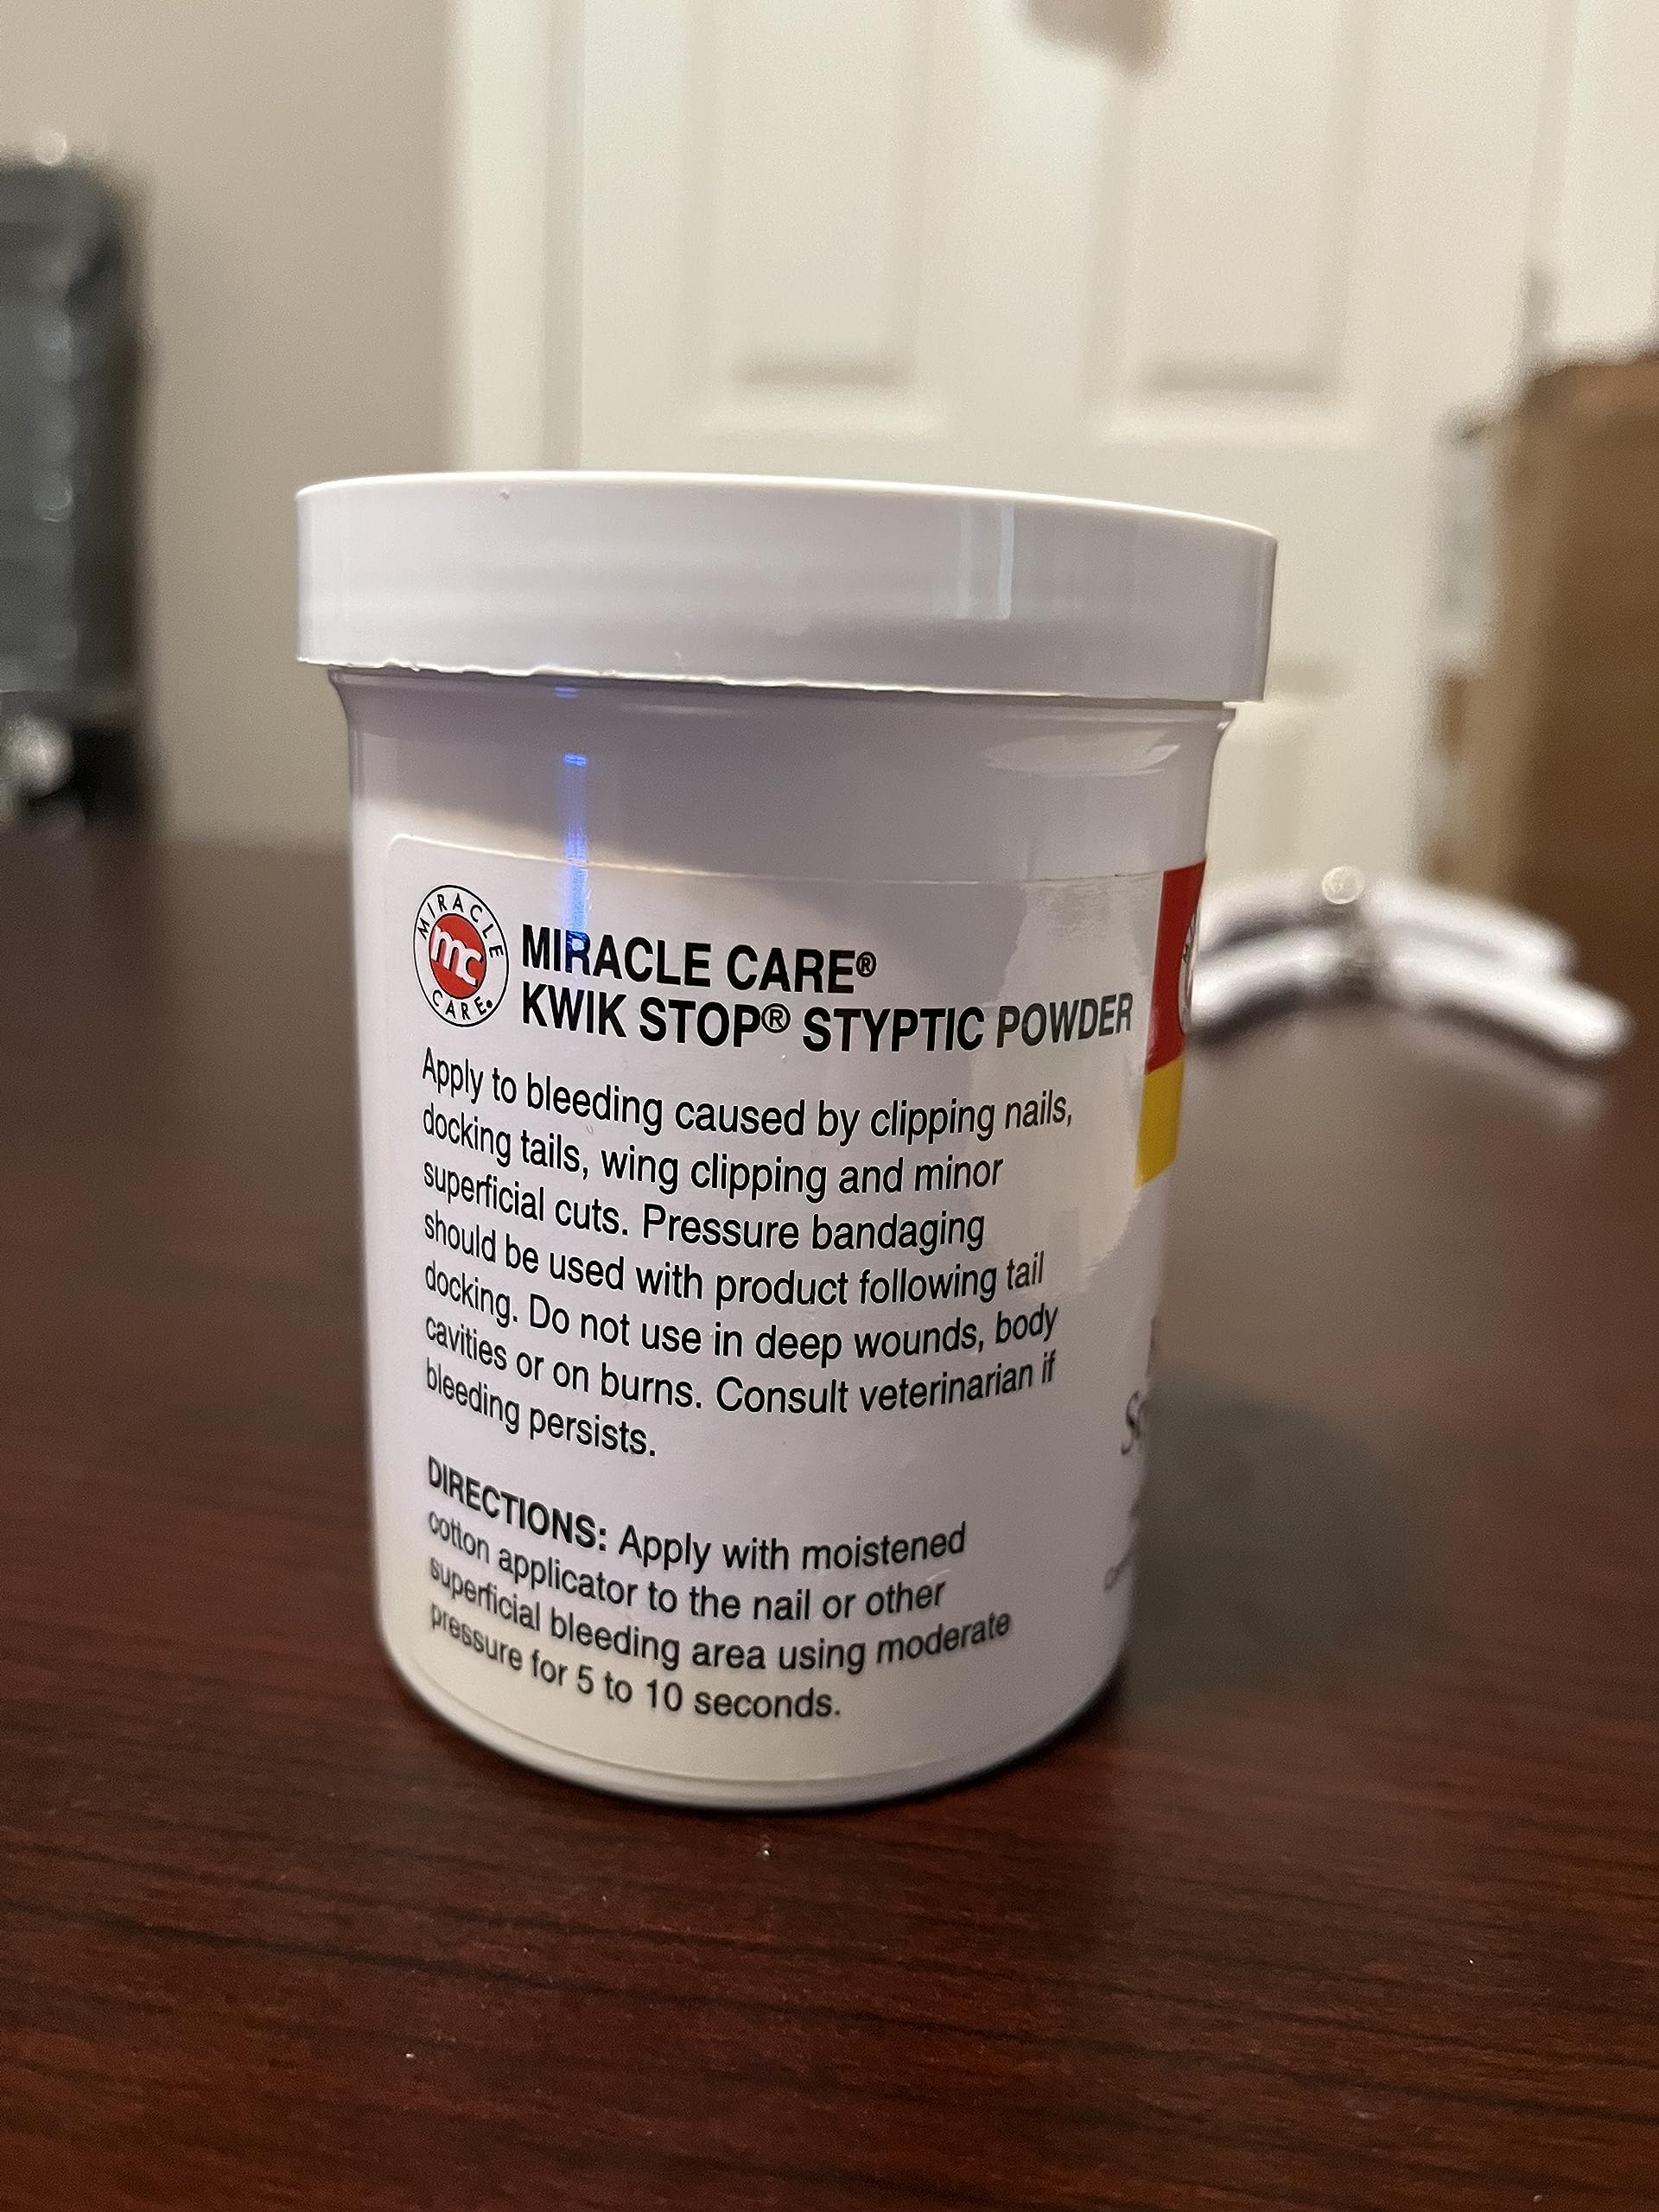 MIRACLE
mc
CARE®
MIRACLE CARE®
KWIK STOP® STYPTIC POWDER
Apply to bleeding caused by clipping nails,
docking tails, wing clipping and minor
superficial cuts. Pressure bandaging
should be used with product following tail
docking. Do not use in deep wounds, body
cavities or on burns. Consult veterinarian if
bleeding persists.
DIRECTIONS: Apply with moistened
cotton applicator to the nail or other
superficial bleeding area using moderate
pressure for 5 to 10 seconds.